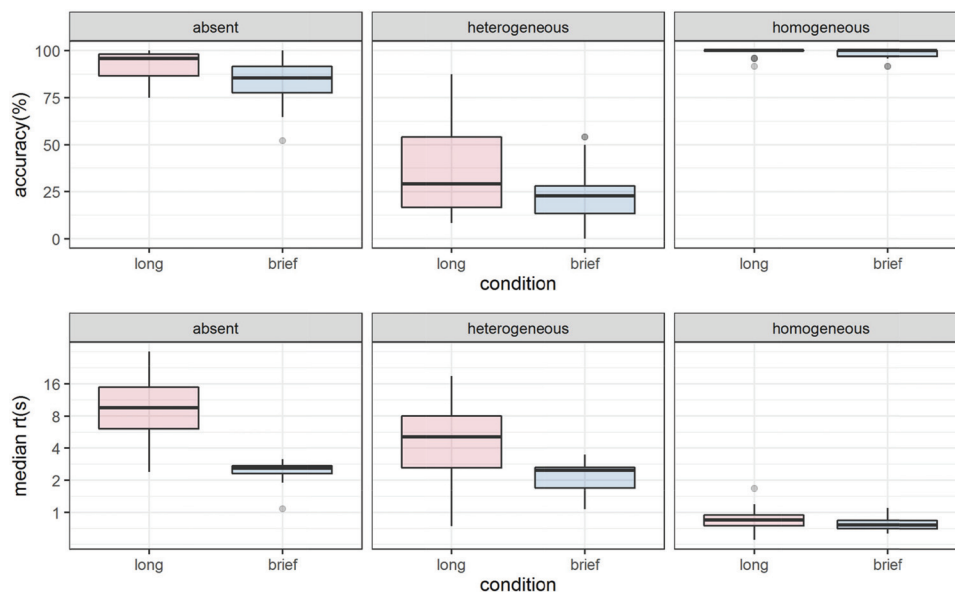 absent heterogeneous homogeneous
100
75
50
25
0
accuracy(%)
long brief long brief long brief
condition
absent heterogeneous homogeneous
16
8
4
2
1
median rt(s)
long brief long brief long brief
condition